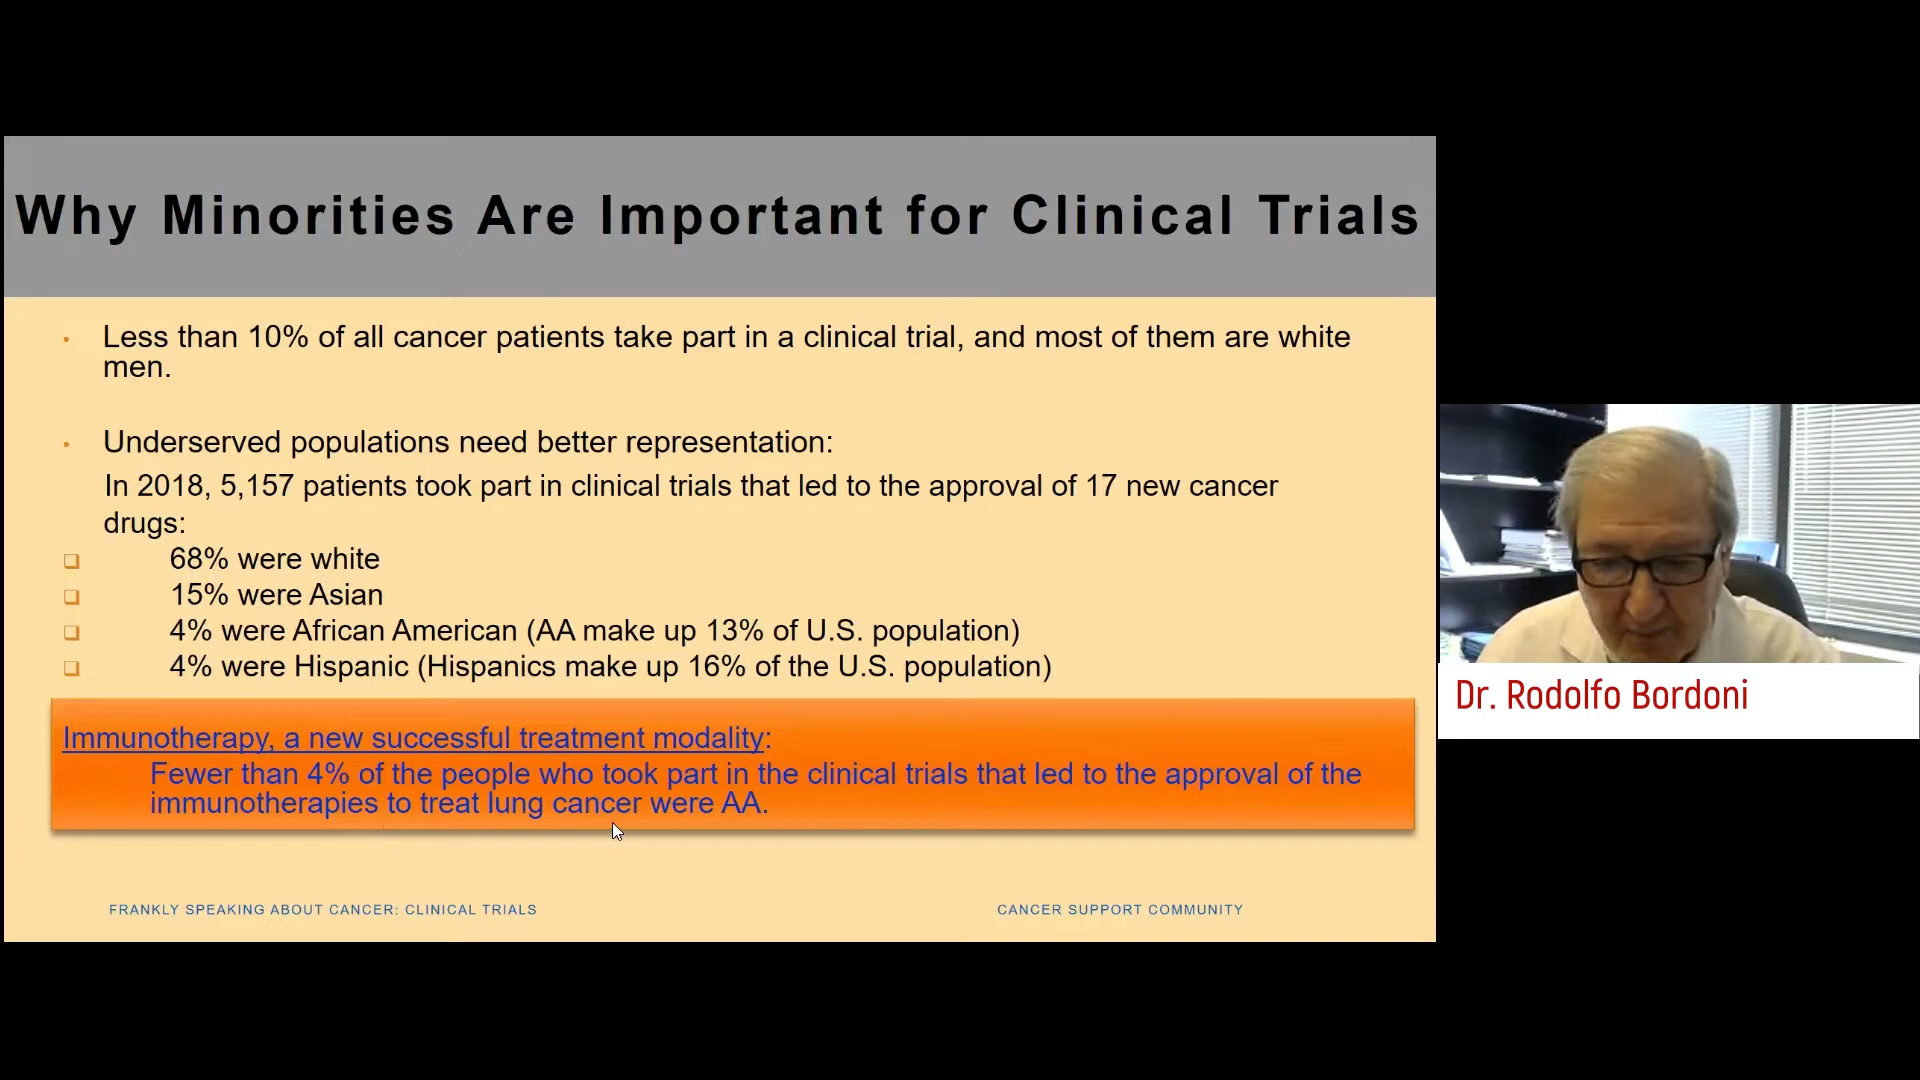 Why Minorities Are Important for Clinical Trials
Less than 10% of all cancer patients take part in a clinical trial, and most of them are white
men.
Underserved populations need better representation:
In 2018, 5,157 patients took part in clinical trials that led to the approval of 17 new cancer
drugs:
68% were white
15% were Asian
4% were African American (AA make up 13% of U.S. population)
4% were Hispanic (Hispanics make up 16% of the U.S. population)
Immunotherapy, a new successful treatment modality:
Fewer than 4% of the people who took part in the clinical trials that led to the approval of the
immunotherapies to treat lung cancer were AA.
FRANKLY SPEAKING ABOUT CANCER: CLINICAL TRIALS
CANCER SUPPORT COMMUNITY
Dr. Rodolfo Bordoni